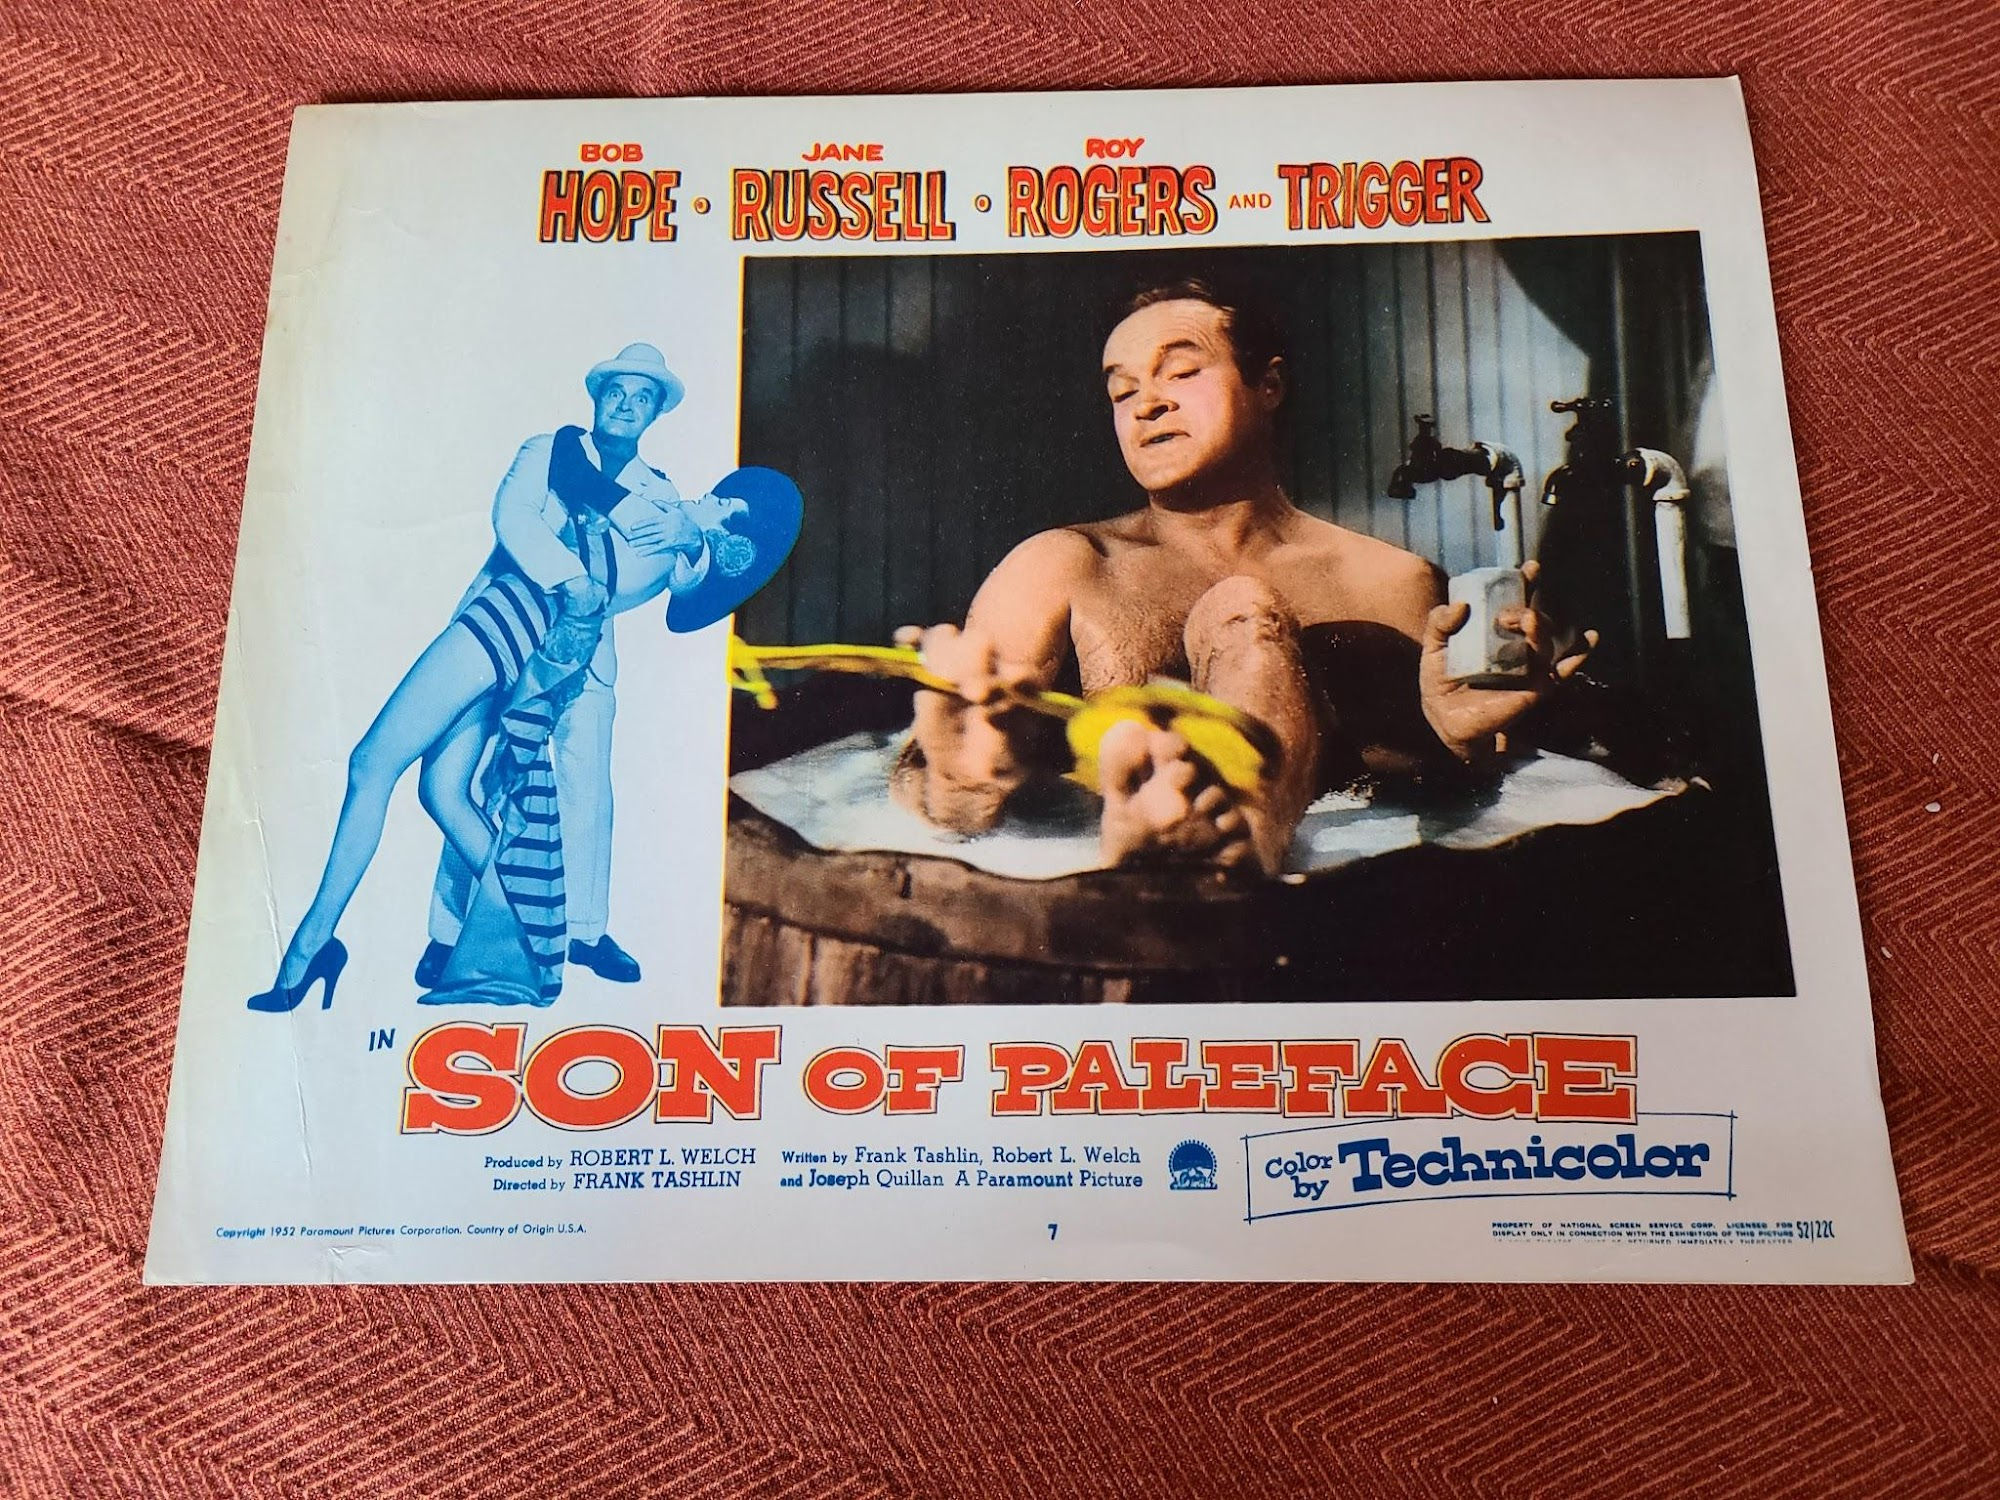 BOB JANE ROY
HOPE • RUSSELL • ROGERS AND TRIGGER
IN SON OF PALEFACE
Produced by ROBERT L. WELCH
Directed by FRANK TASHLIN
Written by Frank Tashlin, Robert L. Welch
and Joseph Quillan A Paramount Picture
Color by Technicolor
Copyright 1952 Paramount Pictures Corporation. Country of Origin U.S.A.
7
PROPERTY OF NATIONAL SCREEN SERVICE CORP. LICENSED FOR
DISPLAY ONLY IN CONNECTION WITH THE EXHIBITION OF THIS PICTURE
52/220